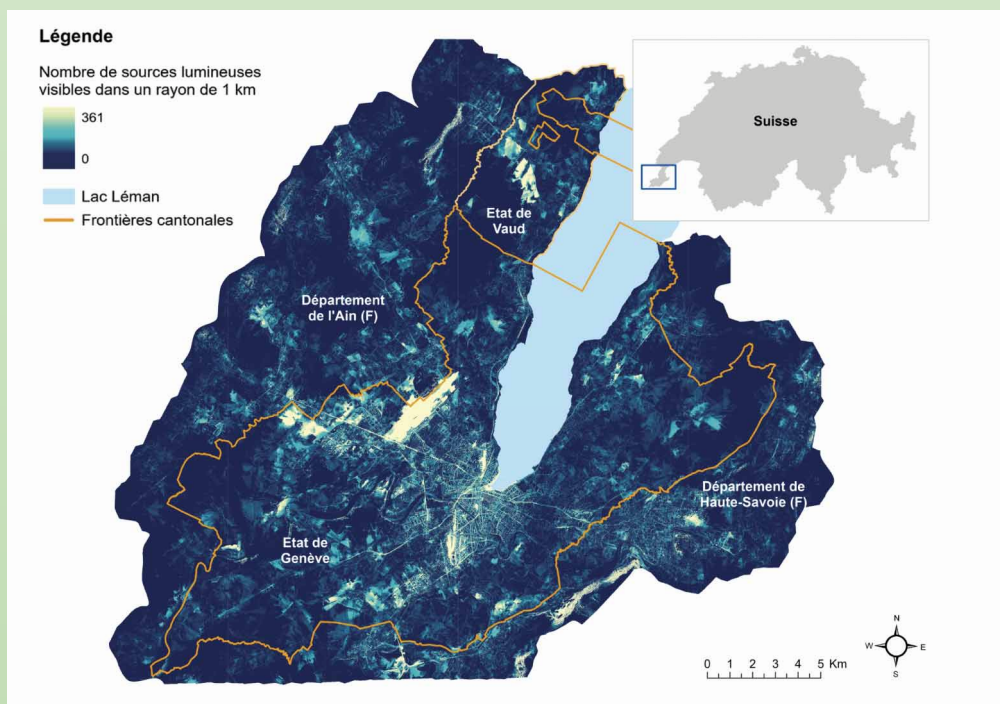 Légende
Nombre de sources lumineuses
visibles dans un rayon de 1 km
361
0
Lac Léman
Frontières cantonales
Suisse
Etat de
Vaud
Département
de l'Ain (F)
Département de
Haute-Savoie (F)
Etat de
Genève
N
W E
S
0 1 2 3 4 5 Km